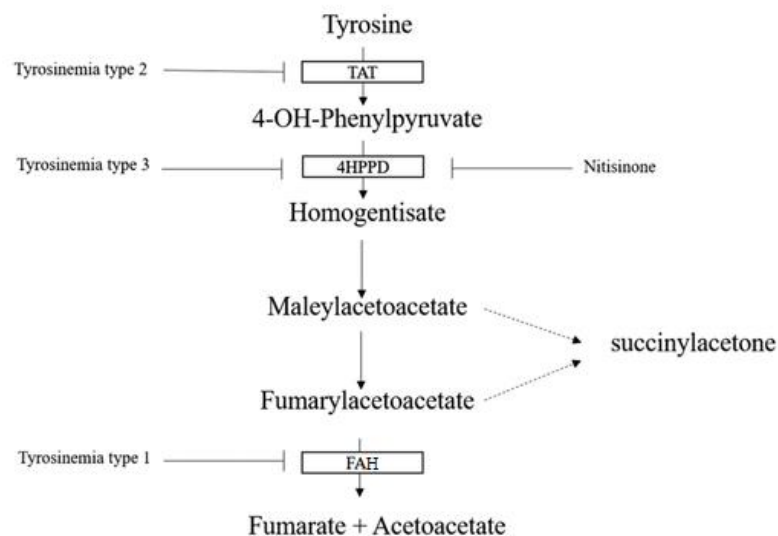 Tyrosine
Tyrosinemia type 2
TAT
4-OH-Phenylpyruvate
Tyrosinemia type 3
4HPPD
Nitisinone
Homogentisate
Maleylacetoacetate
succinylacetone
Fumarylacetoacetate
Tyrosinemia type 1
FAH
Fumarate + Acetoacetate